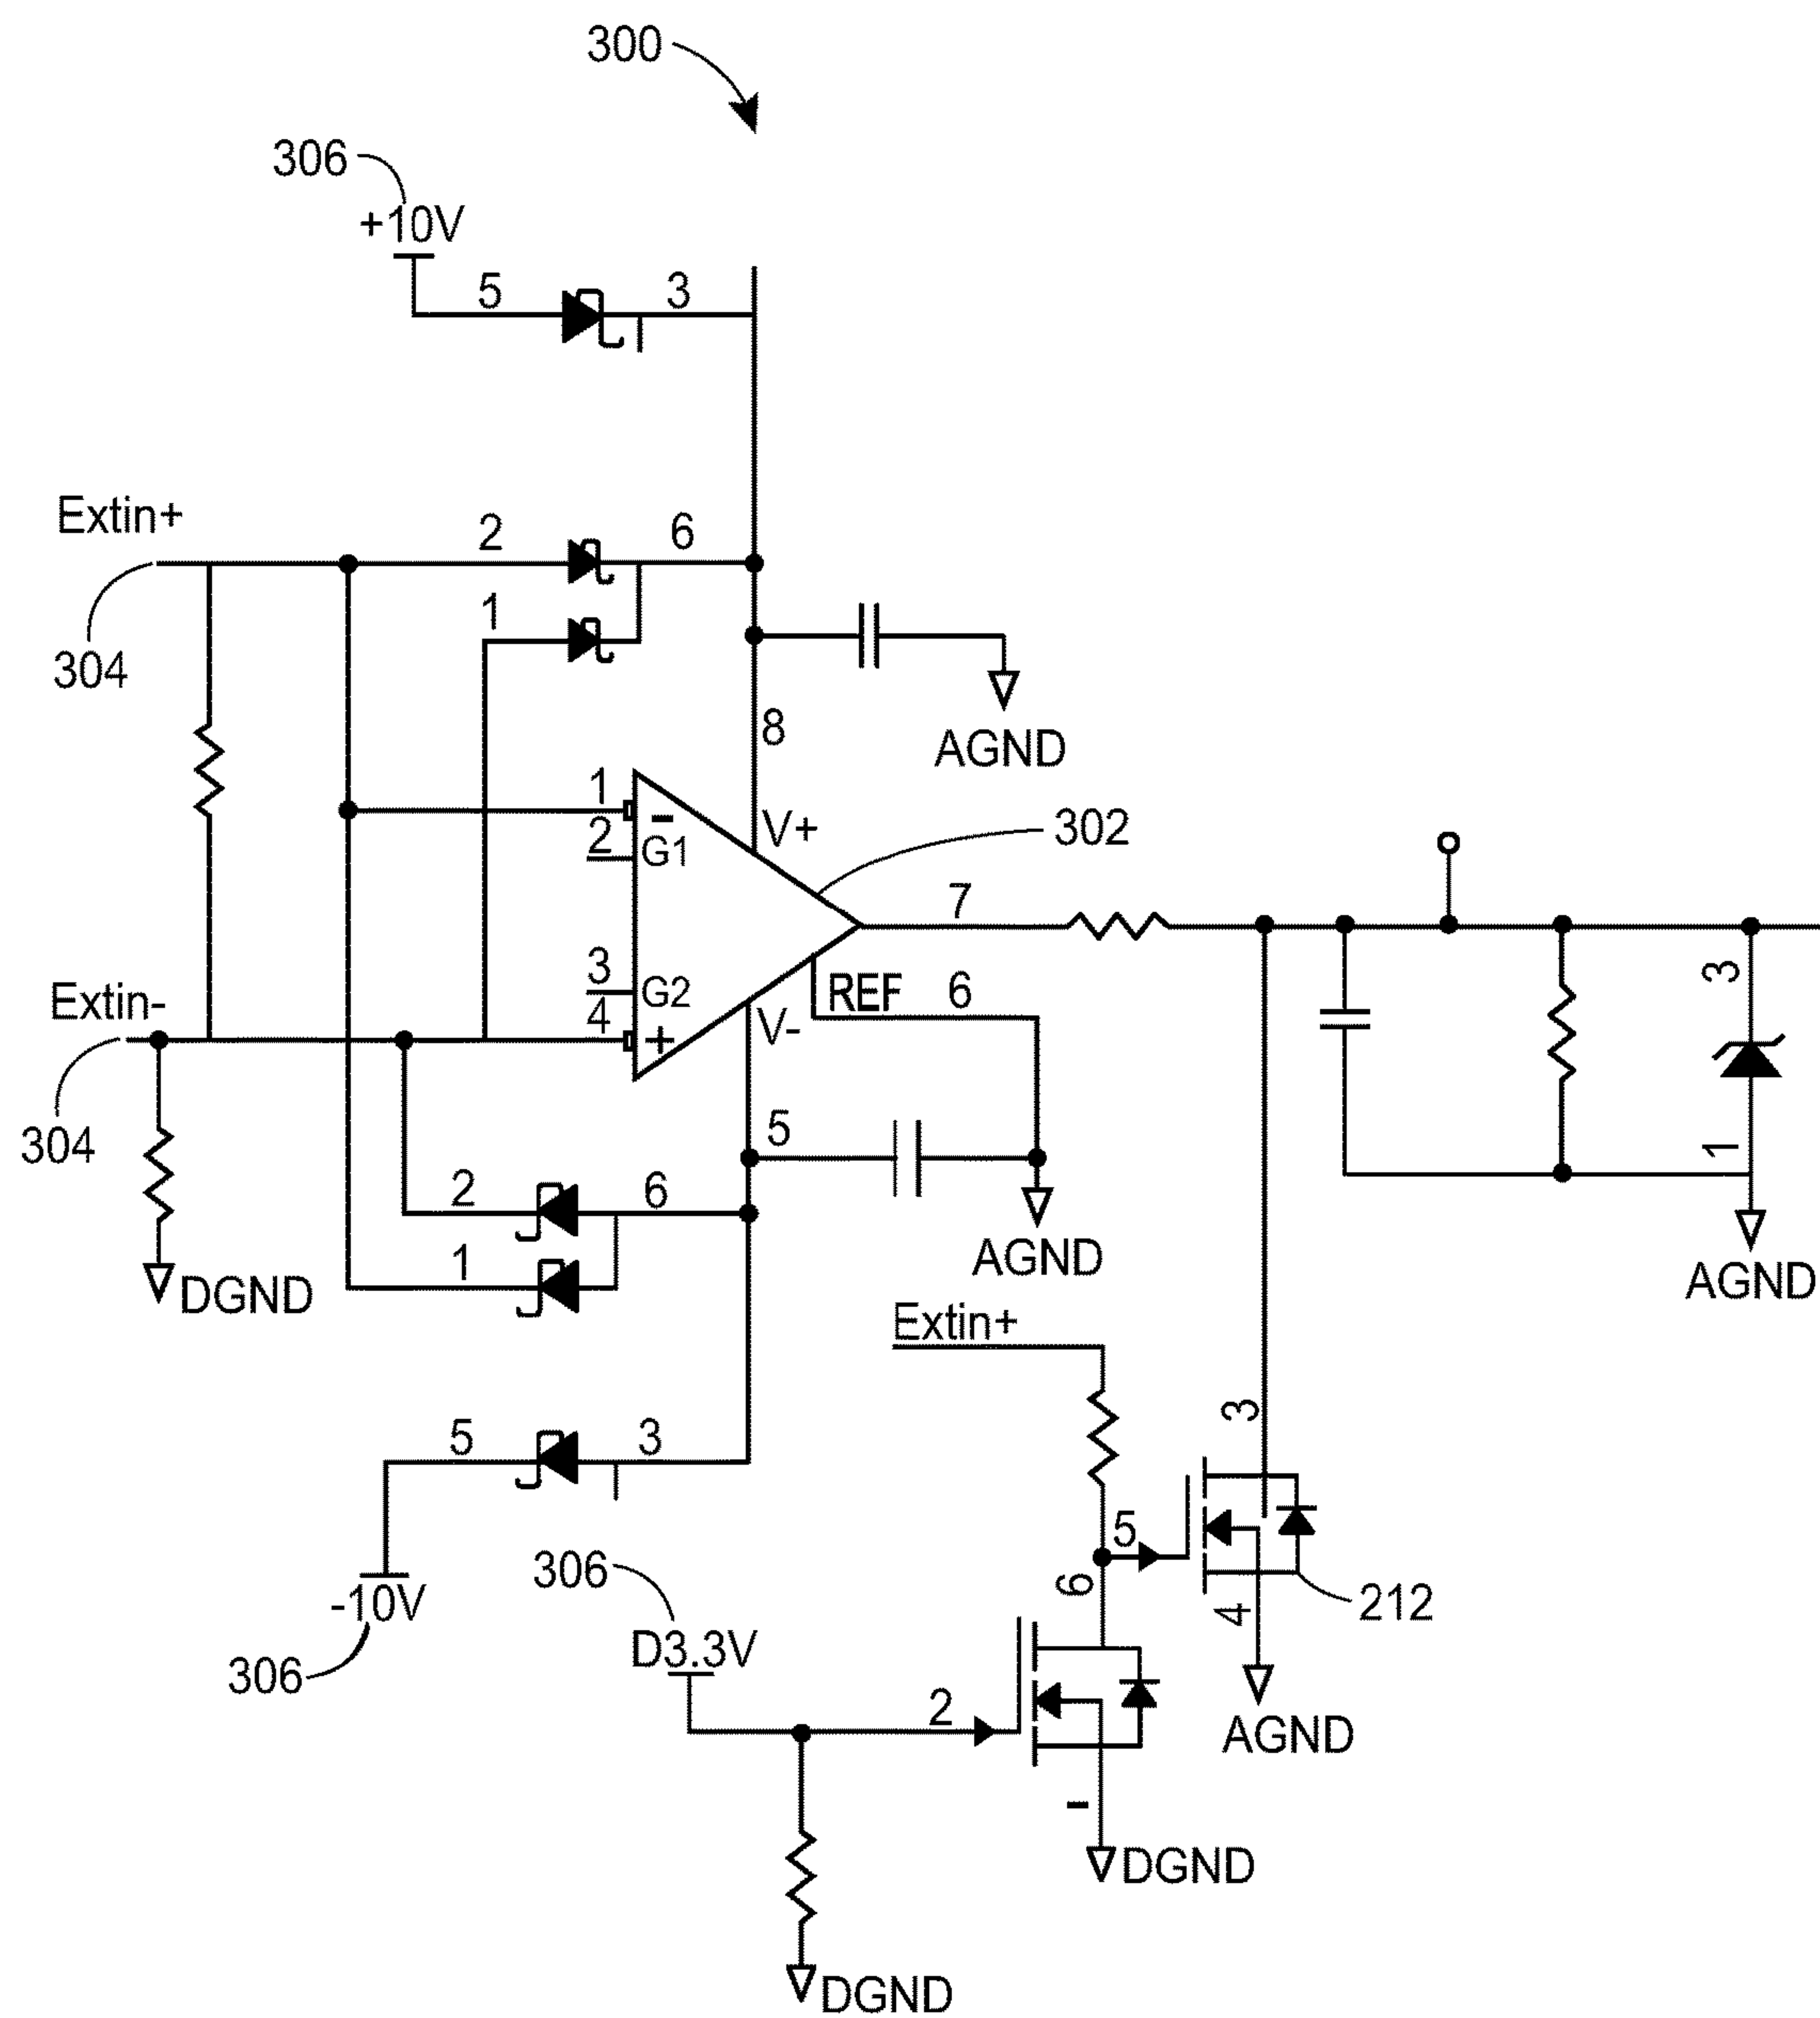 300
306
+10V
5 3
Extin+
2 6
1
304
8
AGND
1
-
V+
302
2
G1
7
3
G2
REF 6
3
Extin-
4
+
V-
304
5
1
2 6
AGND
AGND
1
DGND
Extin+
3
5 3
5
306
6
-10V
4
212
D3.3V
306
2
AGND
-
DGND
DGND